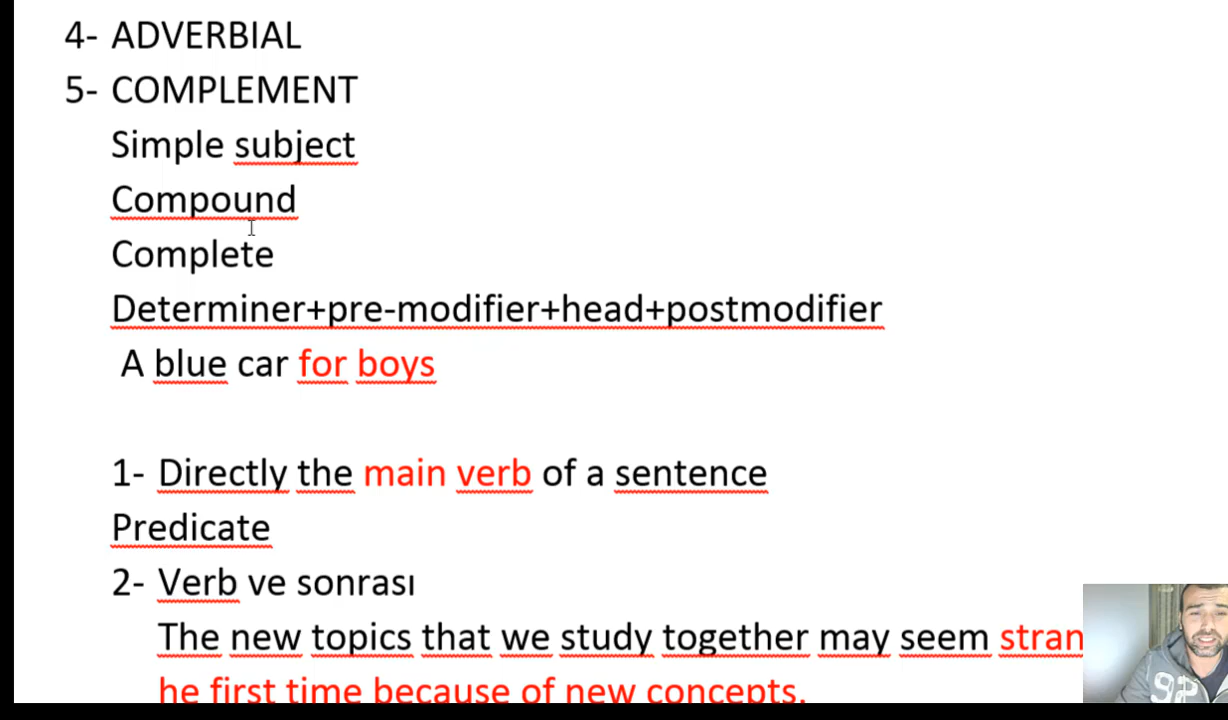 4- ADVERBIAL
5- COMPLEMENT
Simple subject
Compound
Complete
Determiner+pre-modifier+head+postmodifier
A blue car for boys
1- Directly the main verb of a sentence
Predicate
2- Verb ve sonrası
The new topics that we study together may seem stran
he first time because of new concepts.